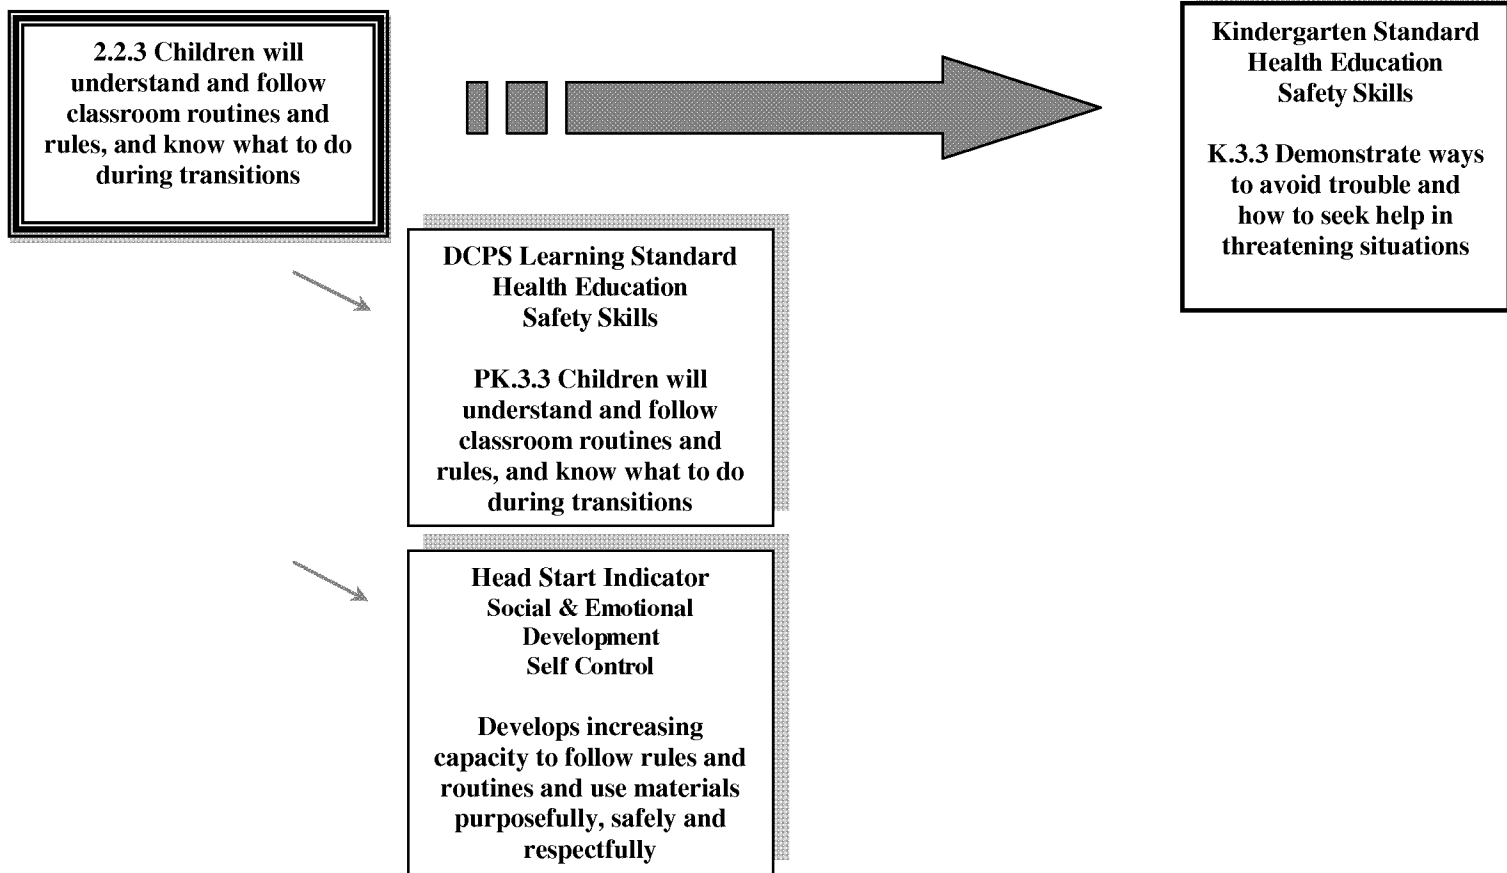 2.2.3 Children will
understand and follow
classroom routines and
rules, and know what to do
during transitions
Kindergarten Standard
Health Education
Safety Skills
K.3.3 Demonstrate ways
to avoid trouble and
how to seek help in
threatening situations
DCPS Learning Standard
Health Education
Safety Skills
PK.3.3 Children will
understand and follow
classroom routines and
rules, and know what to do
during transitions
Head Start Indicator
Social & Emotional
Development
Self Control
Develops increasing
capacity to follow rules and
routines and use materials
purposefully, safely and
respectfully